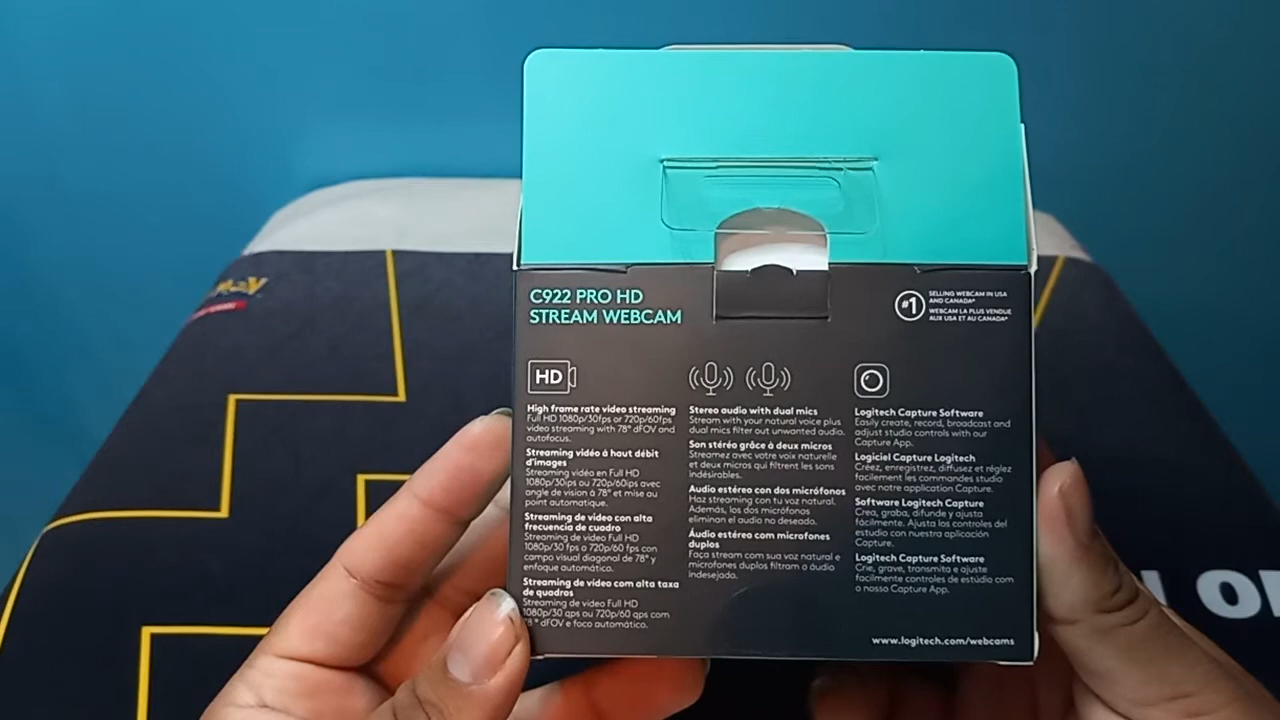 C922 PRO HD
STREAM WEBCAM
#1
SELLING WEBCAM IN USA
AND CANADA*
WEBCAM LA PLUS VENDUE
AUX USA ET AU CANADA*
HD
High frame rate video streaming
Full HD 1080p/30fps or 720p/60fps
video streaming with 78° dFOV and
autofocus.
Streaming vidéo à haut débit
d'images
Streaming vidéo en Full HD
1080p/30ips ou 720p/60ips avec
angle de vision à 78° et mise au
point automatique.
Streaming de video con alta
frecuencia de cuadro
Streaming de video Full HD
1080p/30 fps o 720p/60 fps con
campo visual diagonal de 78° y
enfoque automático.
Streaming de vídeo com alta taxa
de quadros
Streaming de vídeo Full HD
1080p/30 qps ou 720p/60 qps com
78° dFOV e foco automático.
Stereo audio with dual mics
Stream with your natural voice plus
dual mics filter out unwanted audio.
Son stéréo grâce à deux micros
Streamez avec votre voix naturelle
et deux micros qui filtrent les sons
indésirables.
Audio estéreo con dos micrófonos
Haz streaming con tu voz natural.
Además, los dos micrófonos
eliminan el audio no deseado.
Áudio estéreo com microfones
duplos
Faça stream com sua voz natural e
microfones duplos filtram o áudio
indesejado.
Logitech Capture Software
Easily create, record, broadcast and
adjust studio controls with our
Capture App.
Logiciel Capture Logitech
Créez, enregistrez, diffusez et réglez
facilement les commandes studio
avec notre application Capture.
Software Logitech Capture
Crea, graba, difunde y ajusta
fácilmente. Ajusta los controles del
estudio con nuestra aplicación
Capture.
Logitech Capture Software
Crie, grave, transmita e ajuste
facilmente controles de estúdio com
o nosso Capture App.
www.logitech.com/webcams